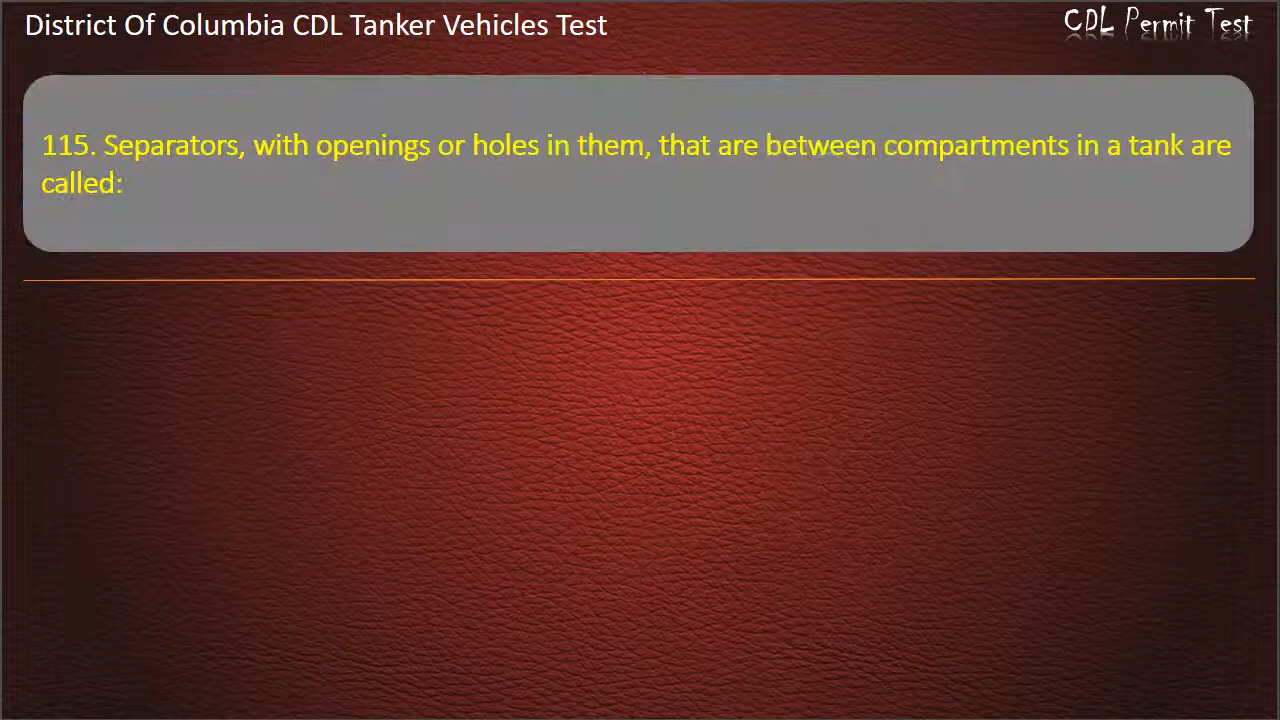 District Of Columbia CDL Tanker Vehicles Test
CDL Permit Test
115. Separators, with openings or holes in them, that are between compartments in a tank are
called: